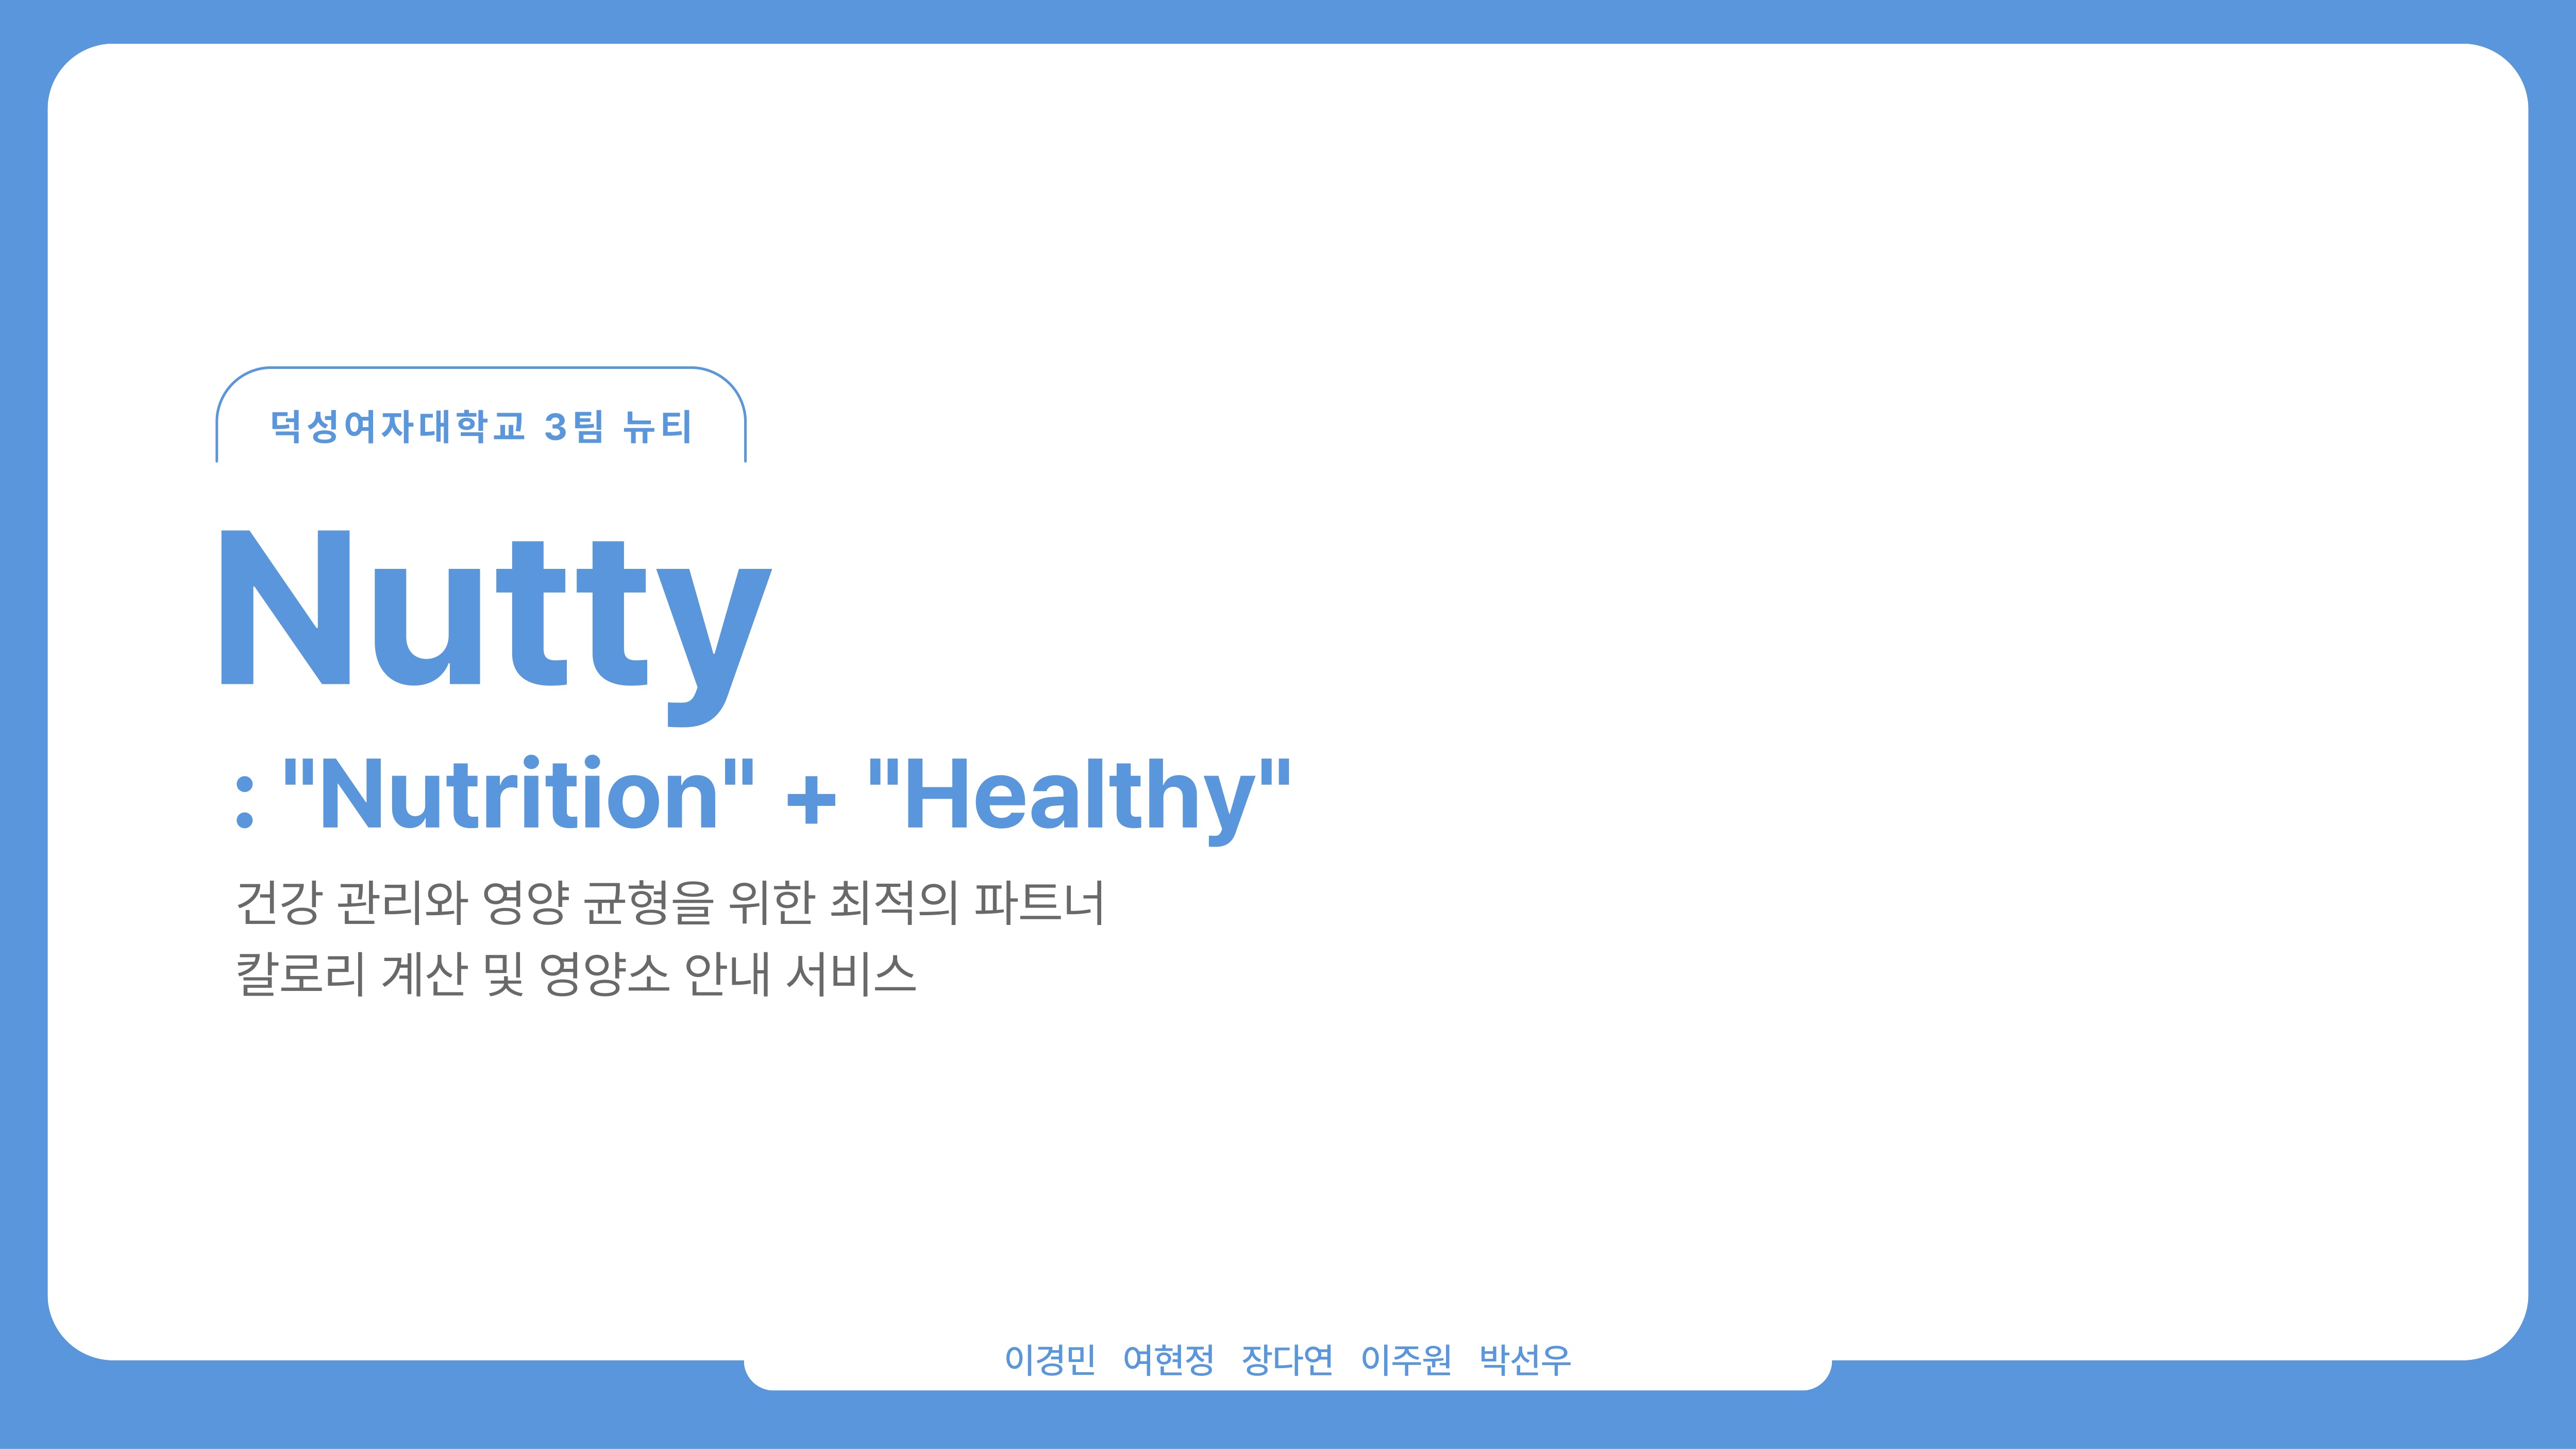 덕성여자대학교 3팀 뉴티
Nutty
: "Nutrition" + "Healthy"
건강 관리와 영양 균형을 위한 최적의 파트너
칼로리 계산 및 영양소 안내 서비스
이경민 여현정 장다연 이주원 박선우